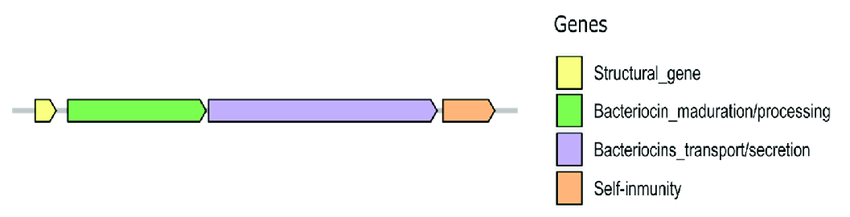 Genes
Structural_gene
Bacteriocin_maduration/processing
Bacteriocins_transport/secretion
Self-inmunity